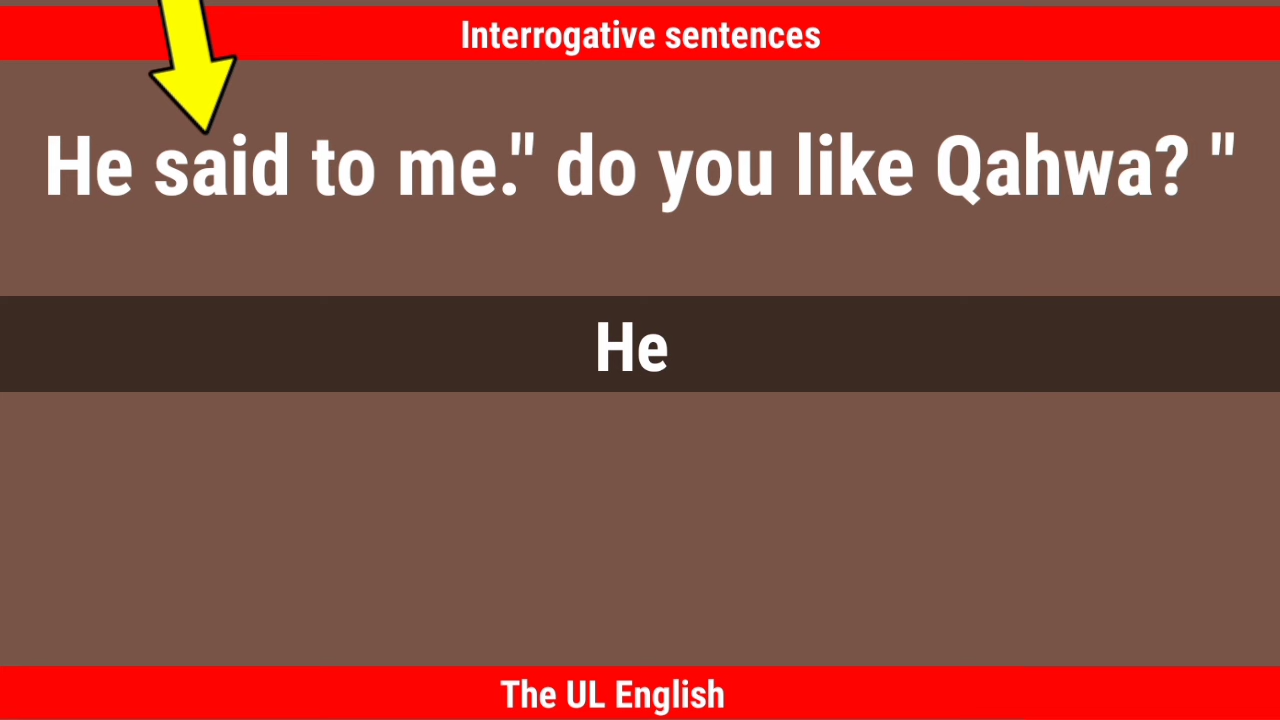 Interrogative sentences
He said to me." do you like Qahwa? "
He
The UL English